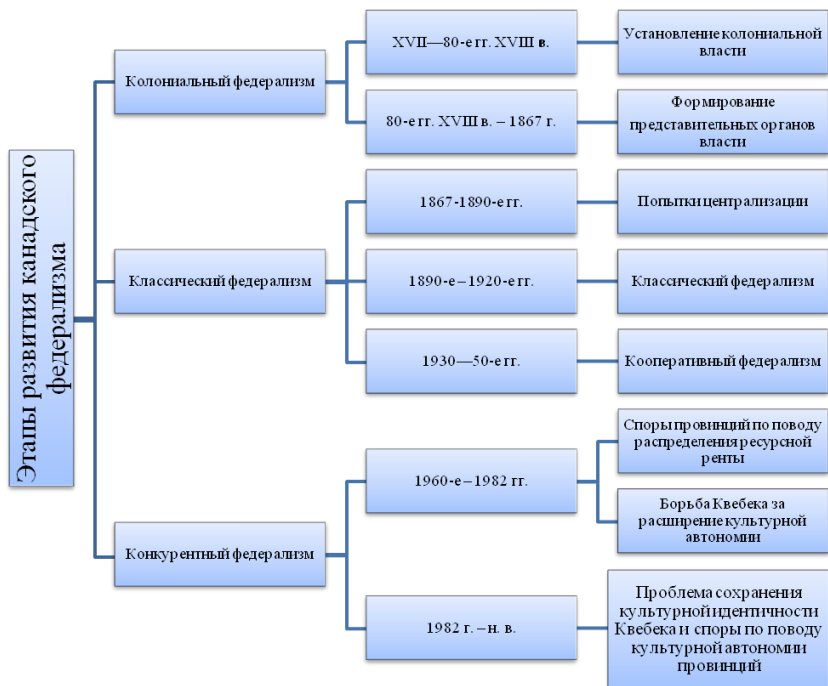 Этапы развития канадского
федерализма
Колониальный федерализм
XVII—80-е гг. XVIII в.
Установление колониальной
власти
80-е гг. XVIII в. – 1867 г.
Формирование
представительных органов
власти
Классический федерализм
1867-1890-е гг.
Попытки централизации
1890-е – 1920-е гг.
Классический федерализм
1930—50-е гг.
Кооперативный федерализм
Конкурентный федерализм
1960-е – 1982 гг.
Споры провинций по поводу
распределения ресурсной
ренты
Борьба Квебека за
расширение культурной
автономии
1982 г. – н. в.
Проблема сохранения
культурной идентичности
Квебека и споры по поводу
культурной автономии
провинций